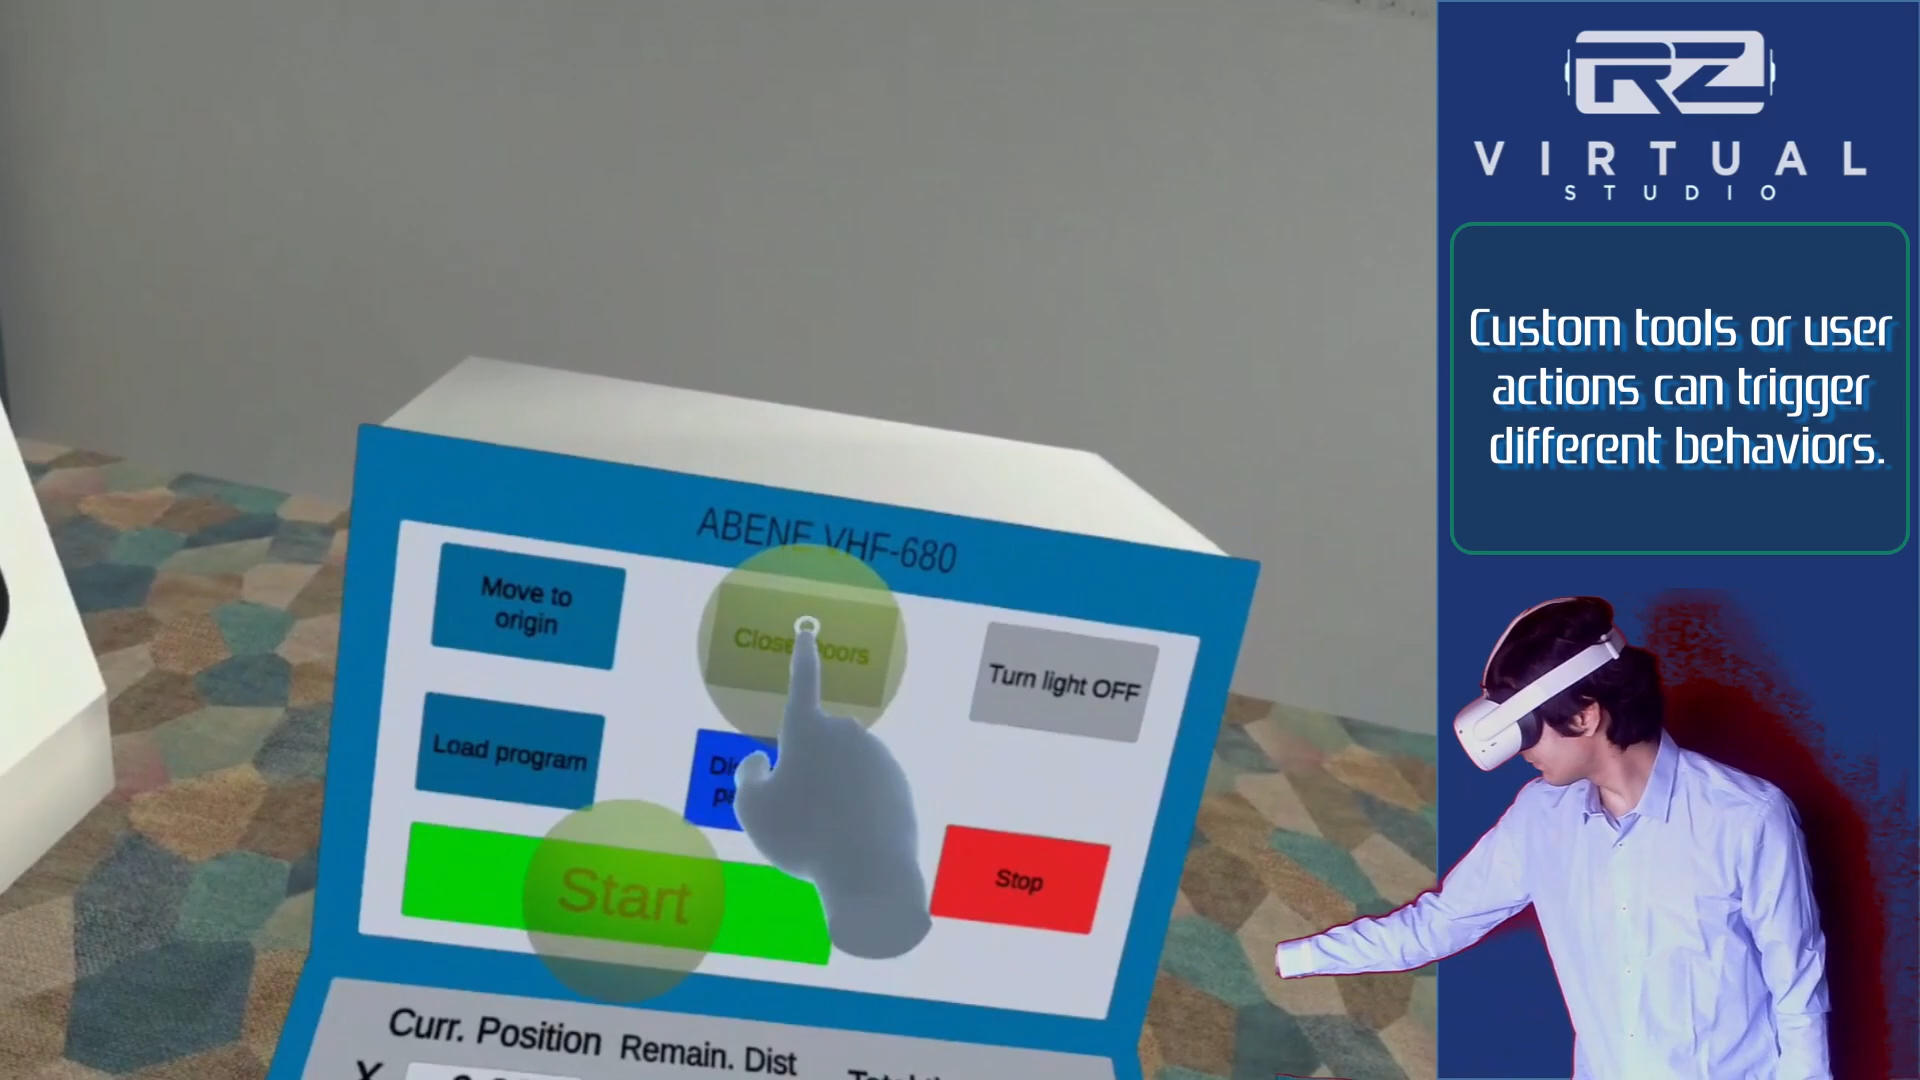 RZ
VIRTUAL
STUDIO
Custom tools or user
actions can trigger
different behaviors.
ABENE VHF-680
Move to
origin
Close
Turn light OFF
Load program
Start
Stop
Curr. Position
Remain. Dist
X